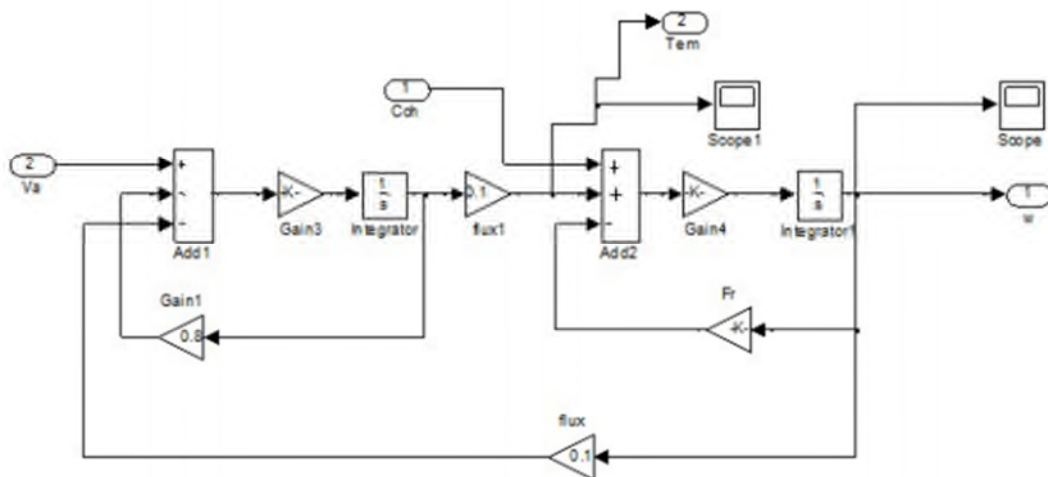 2
Tem
1
Cch
Scope1
Scope
2
Va
+
-
-
Add1
-K-
Gain3
1
s
Integrator
0.1
flux1
+
+
-
Add2
-K-
Gain4
1
s
Integrator1
1
w
Gain1
0.8
Fr
-K-
flux
0.1